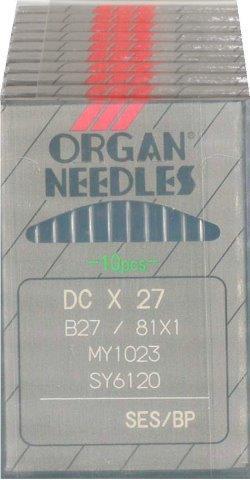 ORGAN
NEEDLES
-10pcs-
DC X 27
B27 / 81X1
MY1023
SY6120
SES/BP